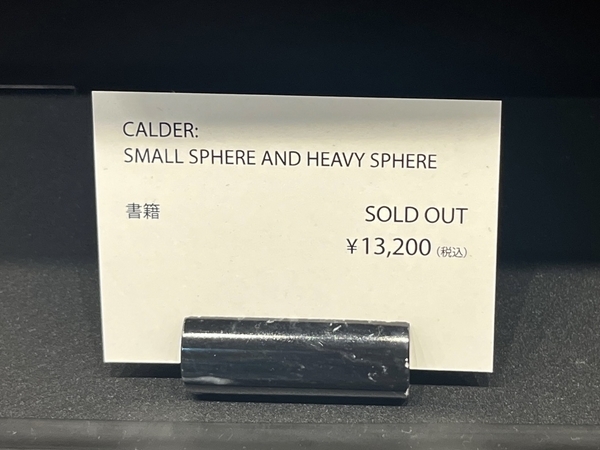 CALDER:
SMALL SPHERE AND HEAVY SPHERE
書籍 SOLD OUT
¥13,200(税込)